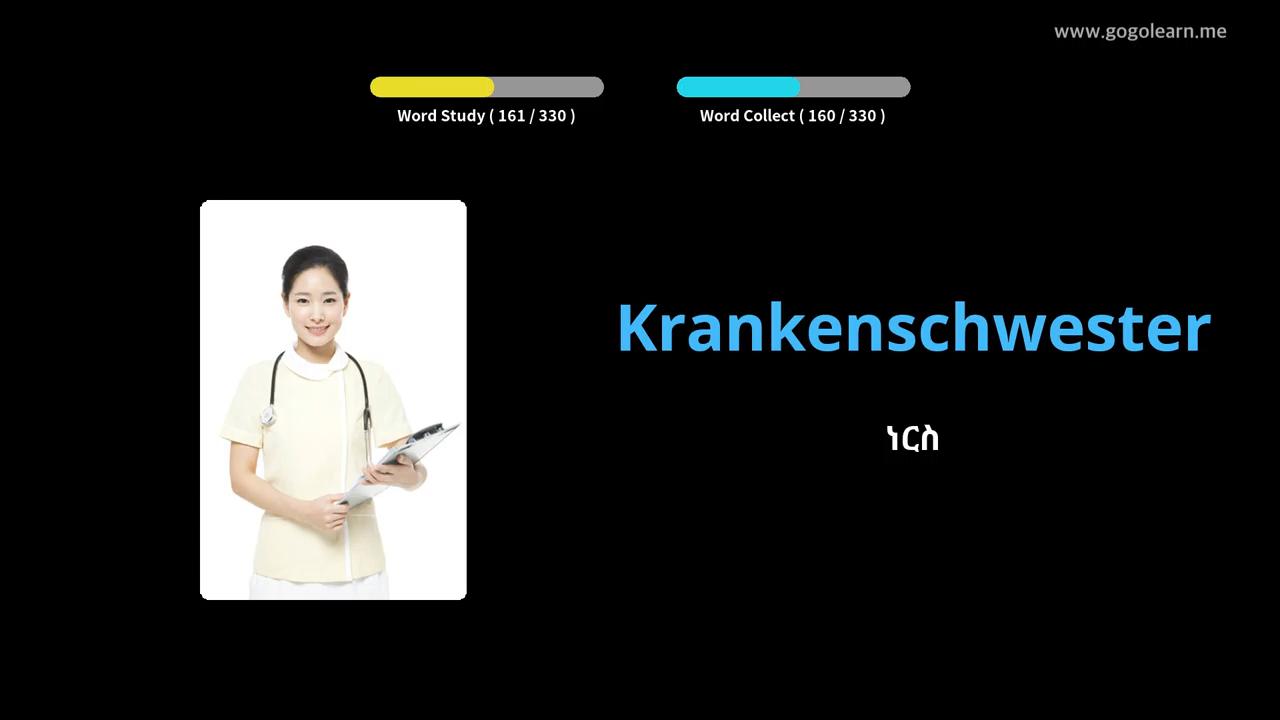 www.gogolearn.me
Word Study ( 161 / 330 )
Word Collect ( 160 / 330 )
Krankenschwester
ነርስ